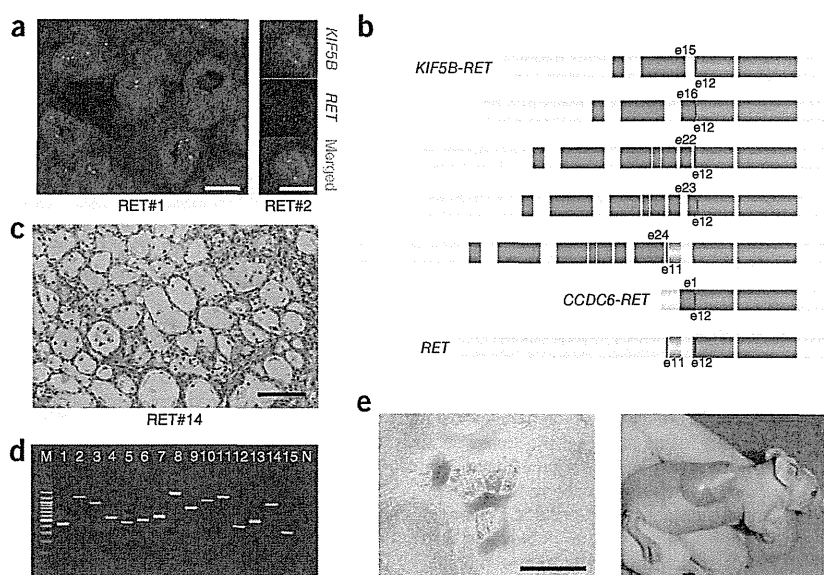 a
KIF5B
RET
Merged
RET#1
RET#2
b
KIF5B-RET
e15
e12
e16
e12
e22
e12
e23
e12
e24
e11
CCDC6-RET
e1
e12
RET
e11 e12
c
RET#14
d
M 1 2 3 4 5 6 7 8 9 10 11 12 13 14 15 N
e